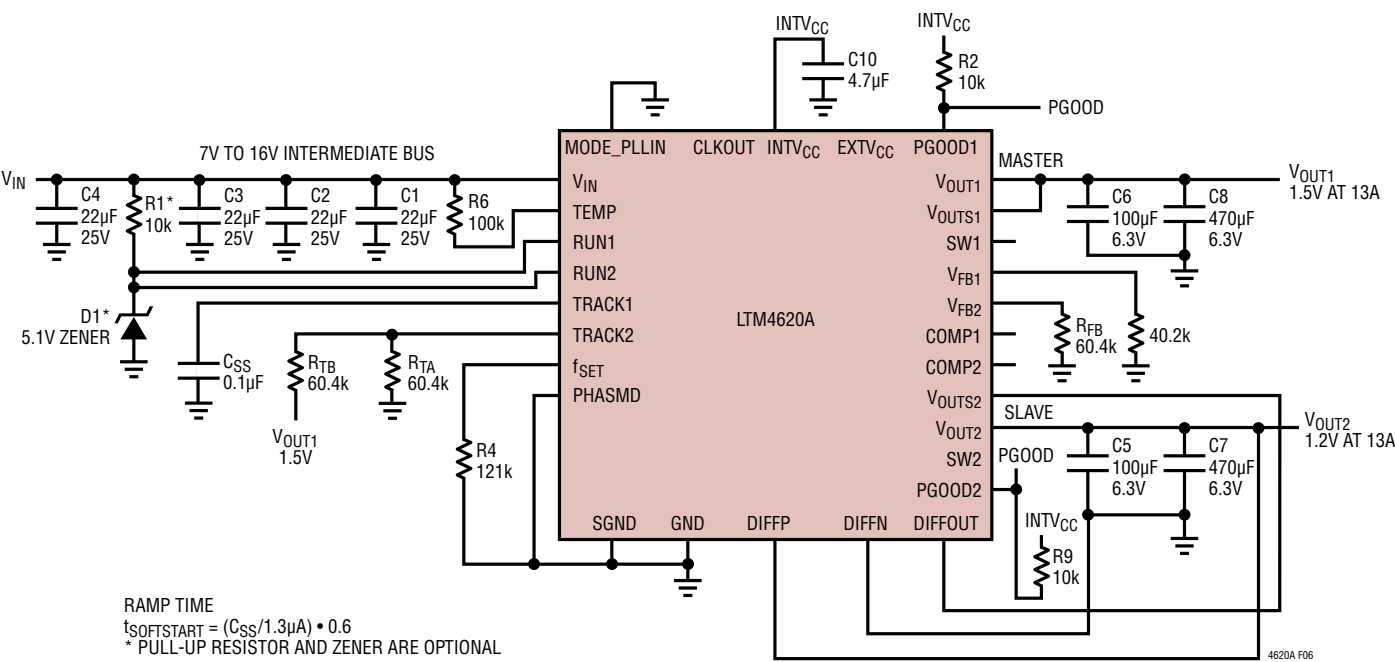 INTVCC
C10
4.7µF
INTVCC
R2
10k
PGOOD
MODE_PLLIN
CLKOUT
INTVCC
EXTVCC
PGOOD1
7V TO 16V INTERMEDIATE BUS
VIN
C4
22µF
25V
R1*
10k
C3
22µF
25V
C2
22µF
25V
C1
22µF
25V
R6
100k
D1*
5.1V ZENER
CSS
0.1µF
RTB
60.4k
VOUT1
1.5V
RTA
60.4k
R4
121k
VIN
TEMP
RUN1
RUN2
TRACK1
TRACK2
fSET
PHASMD
LTM4620A
VOUT1
VOUTS1
SW1
VFB1
VFB2
COMP1
COMP2
VOUTS2
VOUT2
SW2
PGOOD2
SGND
GND
DIFFP
DIFFN
DIFFOUT
MASTER
C6
100µF
6.3V
C8
470µF
6.3V
VOUT1
1.5V AT 13A
RFB
60.4k
40.2k
SLAVE
C5
100µF
6.3V
C7
470µF
6.3V
VOUT2
1.2V AT 13A
PGOOD
INTVCC
R9
10k
RAMP TIME
tSOFTSTART = (CSS/1.3µA) • 0.6
* PULL-UP RESISTOR AND ZENER ARE OPTIONAL
4620A F06